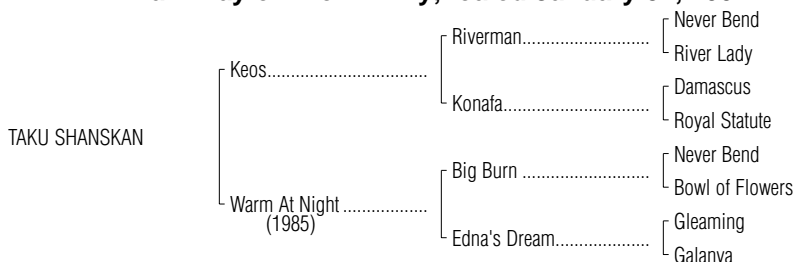 Never Bend
Riverman
River Lady
Keos
Damascus
Konafa
Royal Statute
TAKU SHANSKAN
Never Bend
Big Burn
Bowl of Flowers
Warm At Night
(1985)
Gleaming
Edna's Dream
Galanya